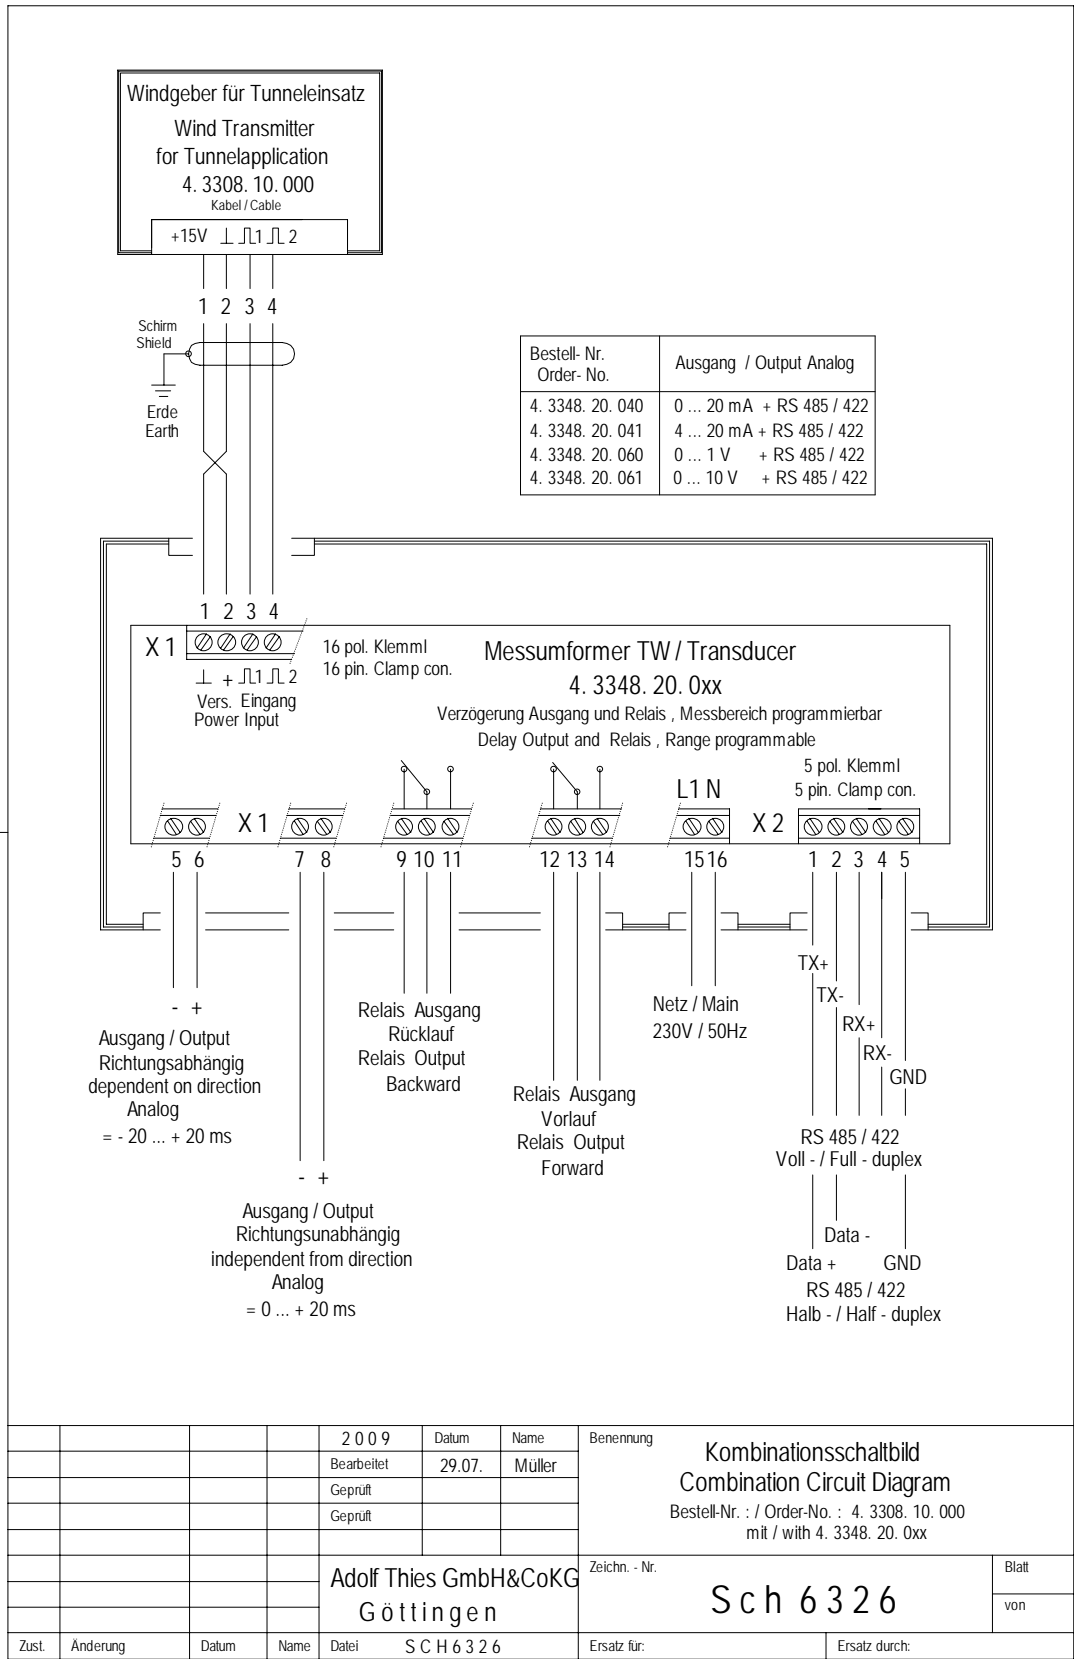 Windgeber für Tunneleinsatz
Wind Transmitter
for Tunnelapplication
4. 3308. 10. 000
Kabel / Cable
+15V ⊥ ⎍1 ⎍ 2
1 2 3 4
Schirm
Shield
Erde
Earth
Bestell- Nr.
Order- No.
Ausgang / Output Analog
4. 3348. 20. 040 0 ... 20 mA + RS 485 / 422
4. 3348. 20. 041 4 ... 20 mA + RS 485 / 422
4. 3348. 20. 060 0 ... 1 V + RS 485 / 422
4. 3348. 20. 061 0 ... 10 V + RS 485 / 422
1 2 3 4
X 1
16 pol. Klemml
16 pin. Clamp con.
⊥ + ⎍1 ⎍ 2
Vers. Eingang
Power Input
Messumformer TW / Transducer
4. 3348. 20. 0xx
Verzögerung Ausgang und Relais , Messbereich programmierbar
Delay Output and Relais , Range programmable
5 pol. Klemml
5 pin. Clamp con.
L1 N
X 1
X 2
5 6 7 8 9 10 11 12 13 14 15 16 1 2 3 4 5
- +
Ausgang / Output
Richtungsabhängig
dependent on direction
Analog
= - 20 ... + 20 ms
- +
Ausgang / Output
Richtungsunabhängig
independent from direction
Analog
= 0 ... + 20 ms
Relais Ausgang
Rücklauf
Relais Output
Backward
Relais Ausgang
Vorlauf
Relais Output
Forward
Netz / Main
230V / 50Hz
TX+
TX-
RX+
RX-
GND
RS 485 / 422
Voll - / Full - duplex
Data -
Data + GND
RS 485 / 422
Halb - / Half - duplex
2009 Datum Name
Bearbeitet 29.07. Müller
Geprüft
Geprüft
Benennung
Kombinationsschaltbild
Combination Circuit Diagram
Bestell-Nr. : / Order-No. : 4. 3308. 10. 000
mit / with 4. 3348. 20. 0xx
Adolf Thies GmbH&CoKG
Göttingen
Zeichn. - Nr.
Sch 6326
Blatt
von
Zust. Änderung Datum Name Datei SCH6326 Ersatz für: Ersatz durch: